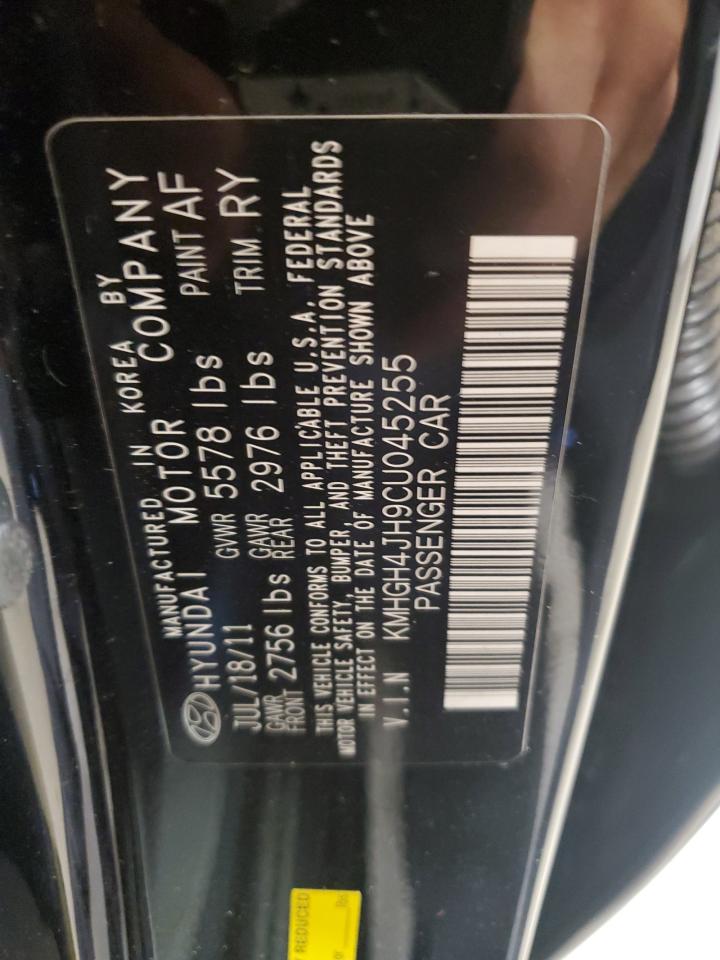 MANUFACTURED IN KOREA BY
HYUNDAI MOTOR COMPANY
JUL/18/11 GVWR 5578 lbs PAINT AF
GAWR FRONT 2756 lbs GAWR REAR 2976 lbs TRIM RY
THIS VEHICLE CONFORMS TO ALL APPLICABLE U.S.A. FEDERAL
MOTOR VEHICLE SAFETY, BUMPER, AND THEFT PREVENTION STANDARDS
IN EFFECT ON THE DATE OF MANUFACTURE SHOWN ABOVE
V.I.N KMHGH4JH9CU045255
PASSENGER CAR
REDUCED
lbs